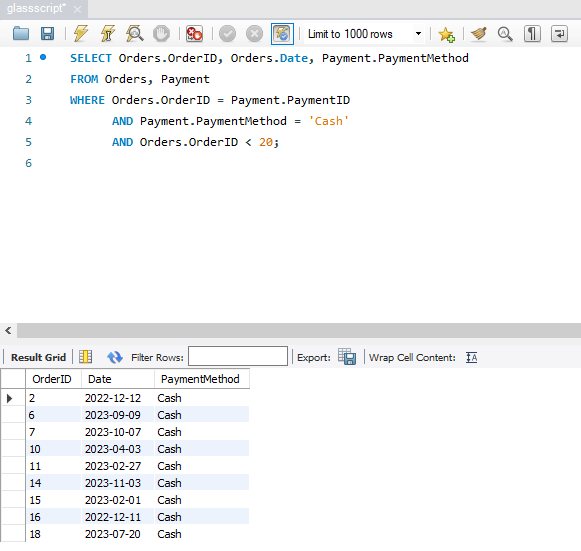 glassscript*
Limit to 1000 rows
1 SELECT Orders.OrderID, Orders.Date, Payment.PaymentMethod
2 FROM Orders, Payment
3 WHERE Orders.OrderID = Payment.PaymentID
4 AND Payment.PaymentMethod = 'Cash'
5 AND Orders.OrderID < 20;
6
Result Grid Filter Rows: Export: Wrap Cell Content:
OrderID Date PaymentMethod
2 2022-12-12 Cash
6 2023-09-09 Cash
7 2023-10-07 Cash
10 2023-04-03 Cash
11 2023-02-27 Cash
14 2023-11-03 Cash
15 2023-02-01 Cash
16 2022-12-11 Cash
18 2023-07-20 Cash